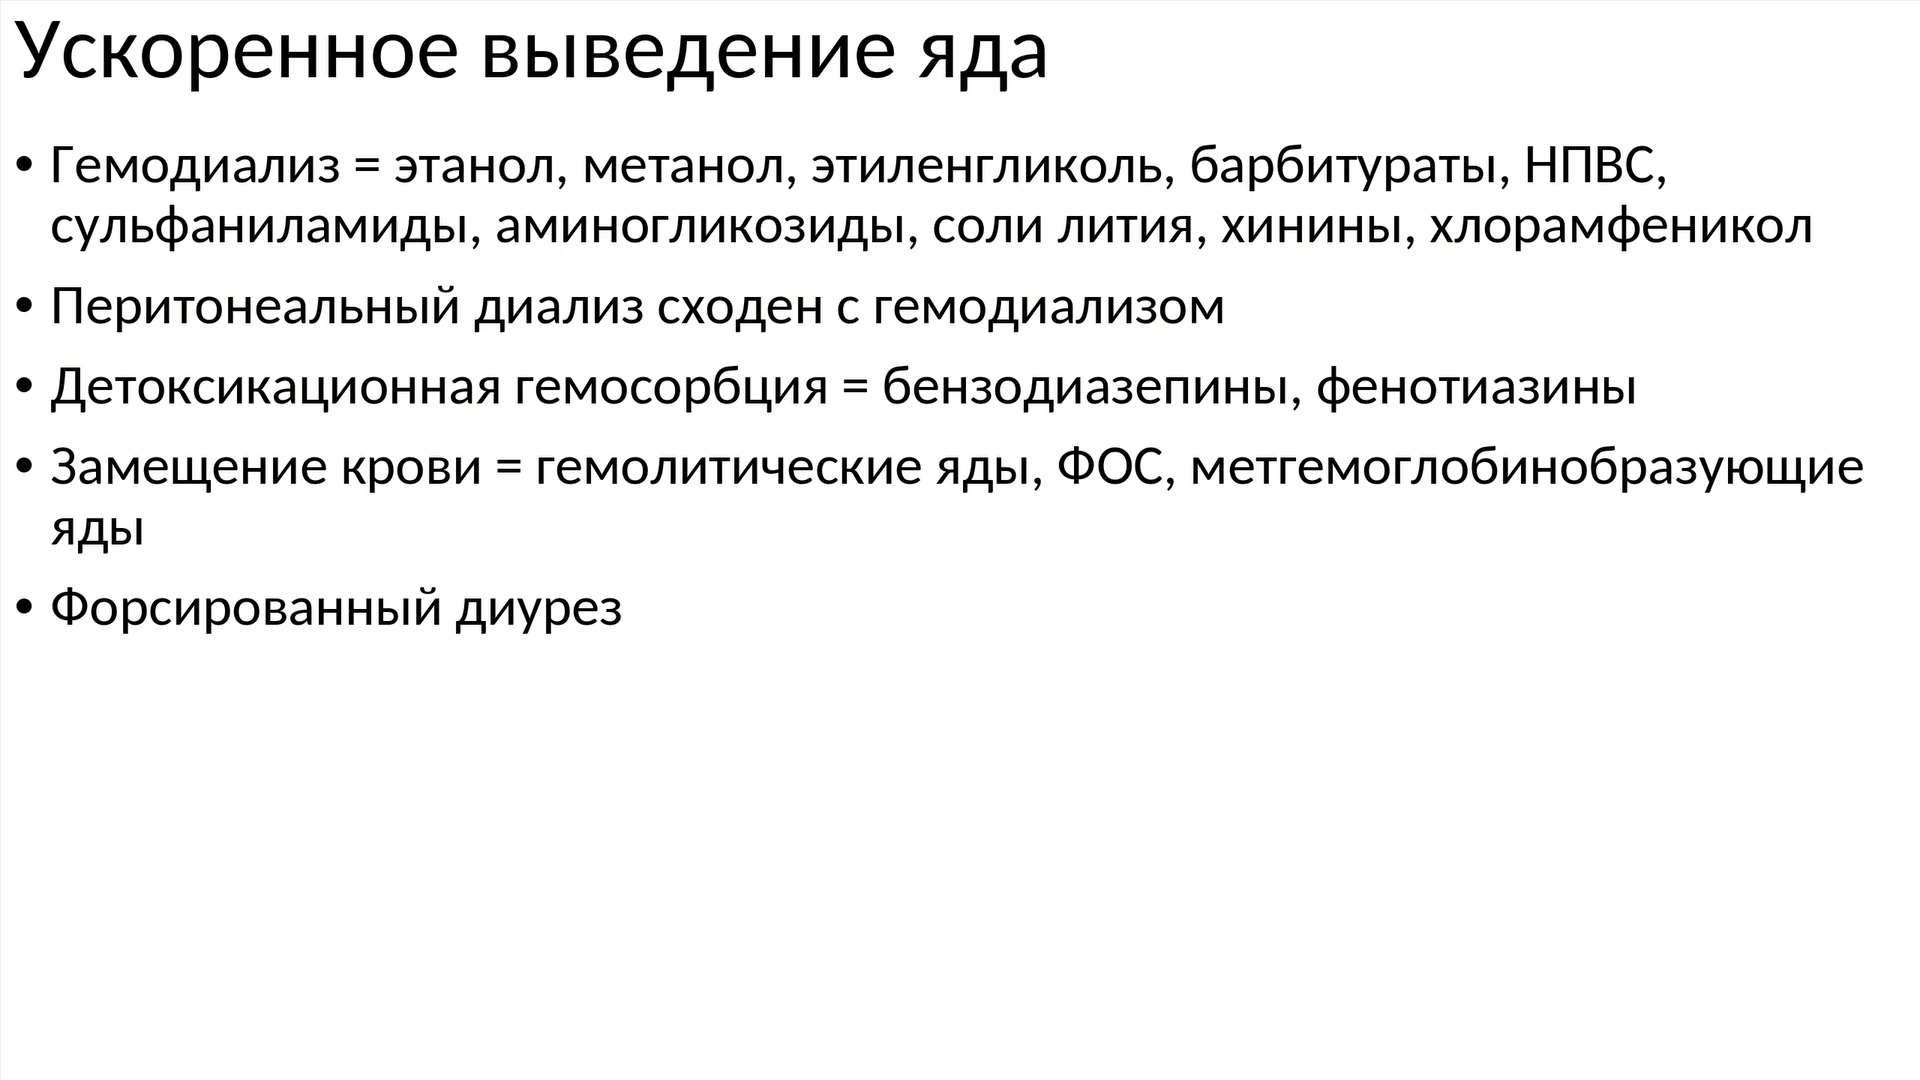 Ускоренное выведение яда
• Гемодиализ = этанол, метанол, этиленгликоль, барбитураты, НПВС,
сульфаниламиды, аминогликозиды, соли лития, хинины, хлорамфеникол
• Перитонеальный диализ сходен с гемодиализом
• Детоксикационная гемосорбция = бензодиазепины, фенотиазины
• Замещение крови = гемолитические яды, ФОС, метгемоглобинобразующие
яды
• Форсированный диурез